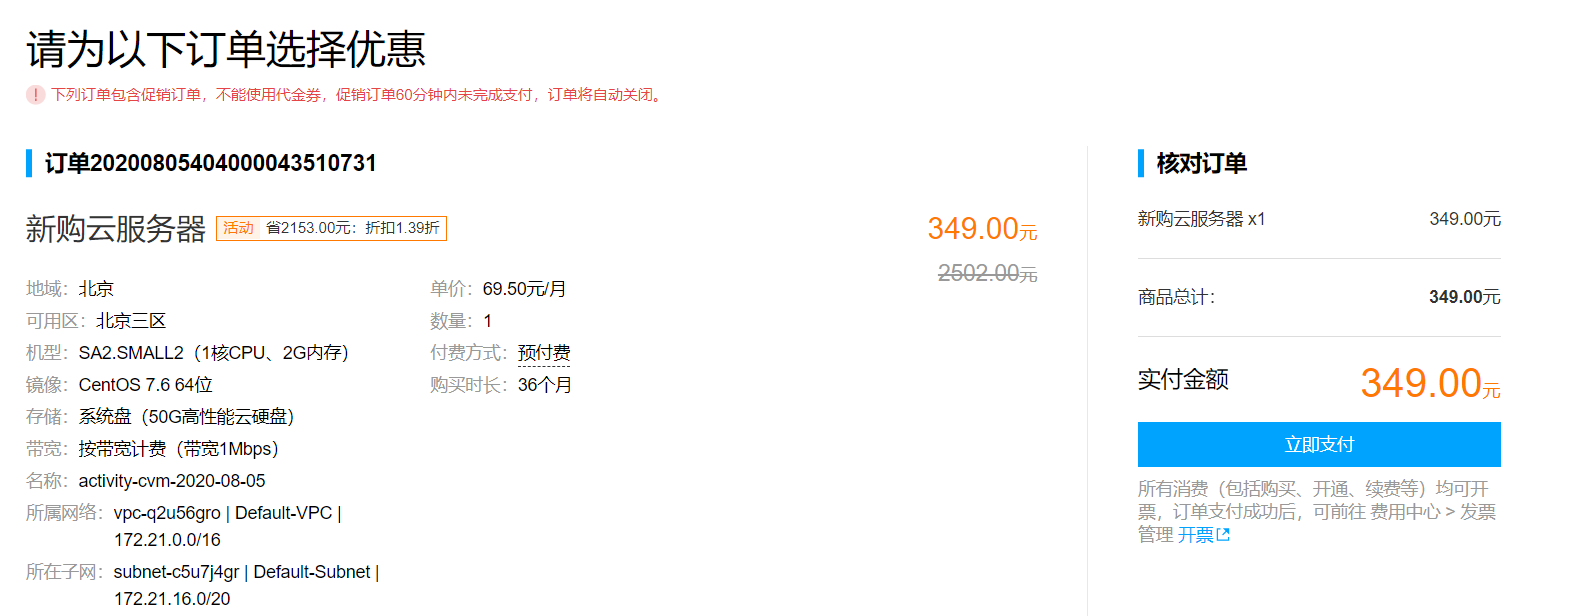 请为以下订单选择优惠
! 下列订单包含促销订单，不能使用代金券，促销订单60分钟内未完成支付，订单将自动关闭。
订单20200805404000043510731
新购云服务器 活动 省2153.00元：折扣1.39折
349.00元
2502.00元
地域：北京
可用区：北京三区
机型：SA2.SMALL2（1核CPU、2G内存）
镜像：CentOS 7.6 64位
存储：系统盘（50G高性能云硬盘）
带宽：按带宽计费（带宽1Mbps）
名称：activity-cvm-2020-08-05
所属网络：vpc-q2u56gro | Default-VPC |
172.21.0.0/16
所在子网：subnet-c5u7j4gr | Default-Subnet |
172.21.16.0/20
单价：69.50元/月
数量：1
付费方式：预付费
购买时长：36个月
核对订单
新购云服务器 x1 349.00元
商品总计： 349.00元
实付金额 349.00元
立即支付
所有消费（包括购买、开通、续费等）均可开
票，订单支付成功后，可前往 费用中心 > 发票
管理 开票